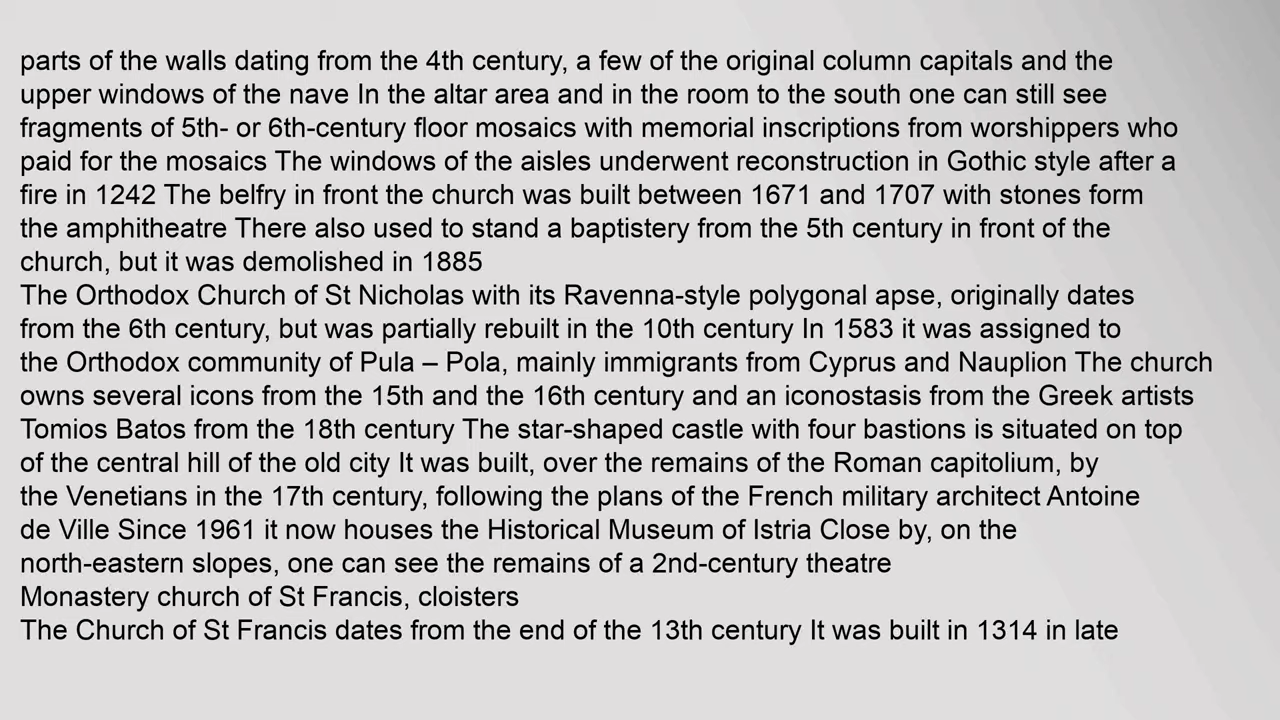 parts of the walls dating from the 4th century, a few of the original column capitals and the
upper windows of the nave In the altar area and in the room to the south one can still see
fragments of 5th- or 6th-century floor mosaics with memorial inscriptions from worshippers who
paid for the mosaics The windows of the aisles underwent reconstruction in Gothic style after a
fire in 1242 The belfry in front the church was built between 1671 and 1707 with stones form
the amphitheatre There also used to stand a baptistery from the 5th century in front of the
church, but it was demolished in 1885
The Orthodox Church of St Nicholas with its Ravenna-style polygonal apse, originally dates
from the 6th century, but was partially rebuilt in the 10th century In 1583 it was assigned to
the Orthodox community of Pula – Pola, mainly immigrants from Cyprus and Nauplion The church
owns several icons from the 15th and the 16th century and an iconostasis from the Greek artists
Tomios Batos from the 18th century The star-shaped castle with four bastions is situated on top
of the central hill of the old city It was built, over the remains of the Roman capitolium, by
the Venetians in the 17th century, following the plans of the French military architect Antoine
de Ville Since 1961 it now houses the Historical Museum of Istria Close by, on the
north-eastern slopes, one can see the remains of a 2nd-century theatre
Monastery church of St Francis, cloisters
The Church of St Francis dates from the end of the 13th century It was built in 1314 in late